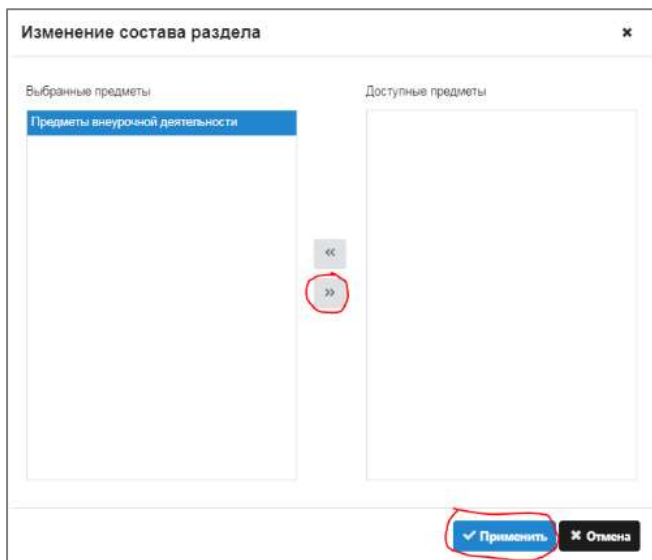 Изменение состава раздела
Выбранные предметы
Доступные предметы
Предметы внеурочной деятельности
«
»
Применить
Отмена